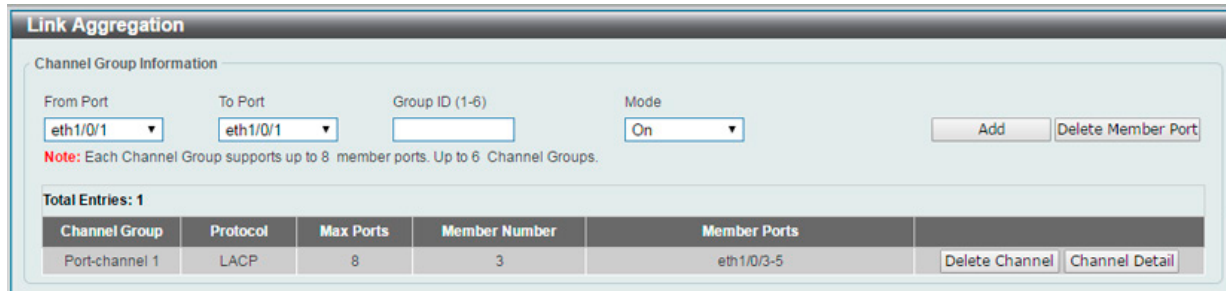 Link Aggregation
Channel Group Information
From Port To Port Group ID (1-6) Mode
eth1/0/1 eth1/0/1 On Add Delete Member Port
Note: Each Channel Group supports up to 8 member ports. Up to 6 Channel Groups.
Total Entries: 1
Channel Group Protocol Max Ports Member Number Member Ports
Port-channel 1 LACP 8 3 eth1/0/3-5 Delete Channel Channel Detail